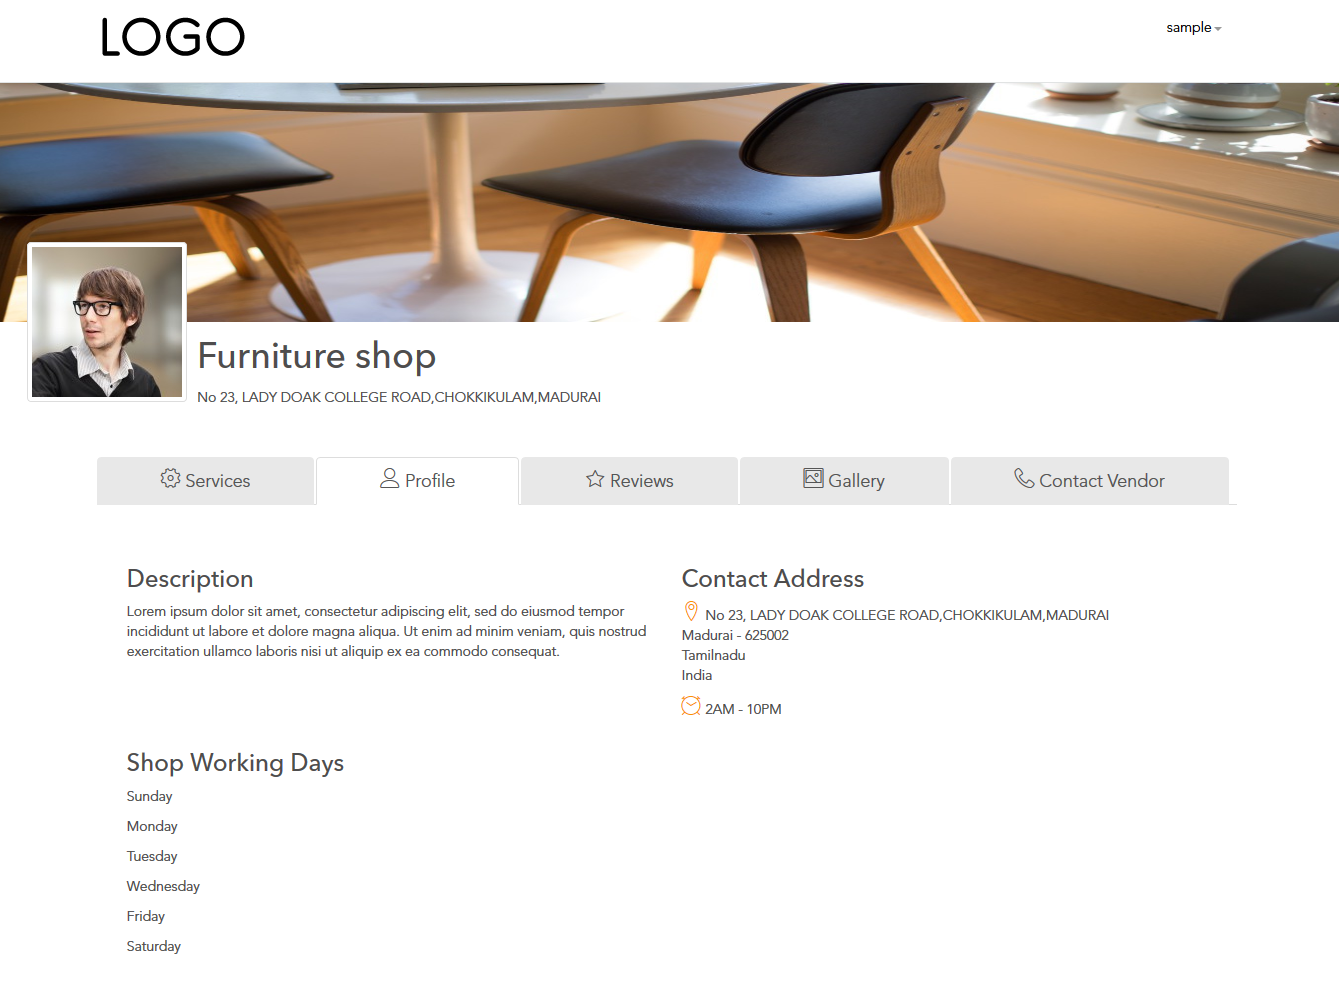 LOGO
sample
Furniture shop
No 23, LADY DOAK COLLEGE ROAD,CHOKKIKULAM,MADURAI
Services
Profile
Reviews
Gallery
Contact Vendor
Description
Lorem ipsum dolor sit amet, consectetur adipiscing elit, sed do eiusmod tempor
incididunt ut labore et dolore magna aliqua. Ut enim ad minim veniam, quis nostrud
exercitation ullamco laboris nisi ut aliquip ex ea commodo consequat.
Contact Address
No 23, LADY DOAK COLLEGE ROAD,CHOKKIKULAM,MADURAI
Madurai - 625002
Tamilnadu
India
2AM - 10PM
Shop Working Days
Sunday
Monday
Tuesday
Wednesday
Friday
Saturday